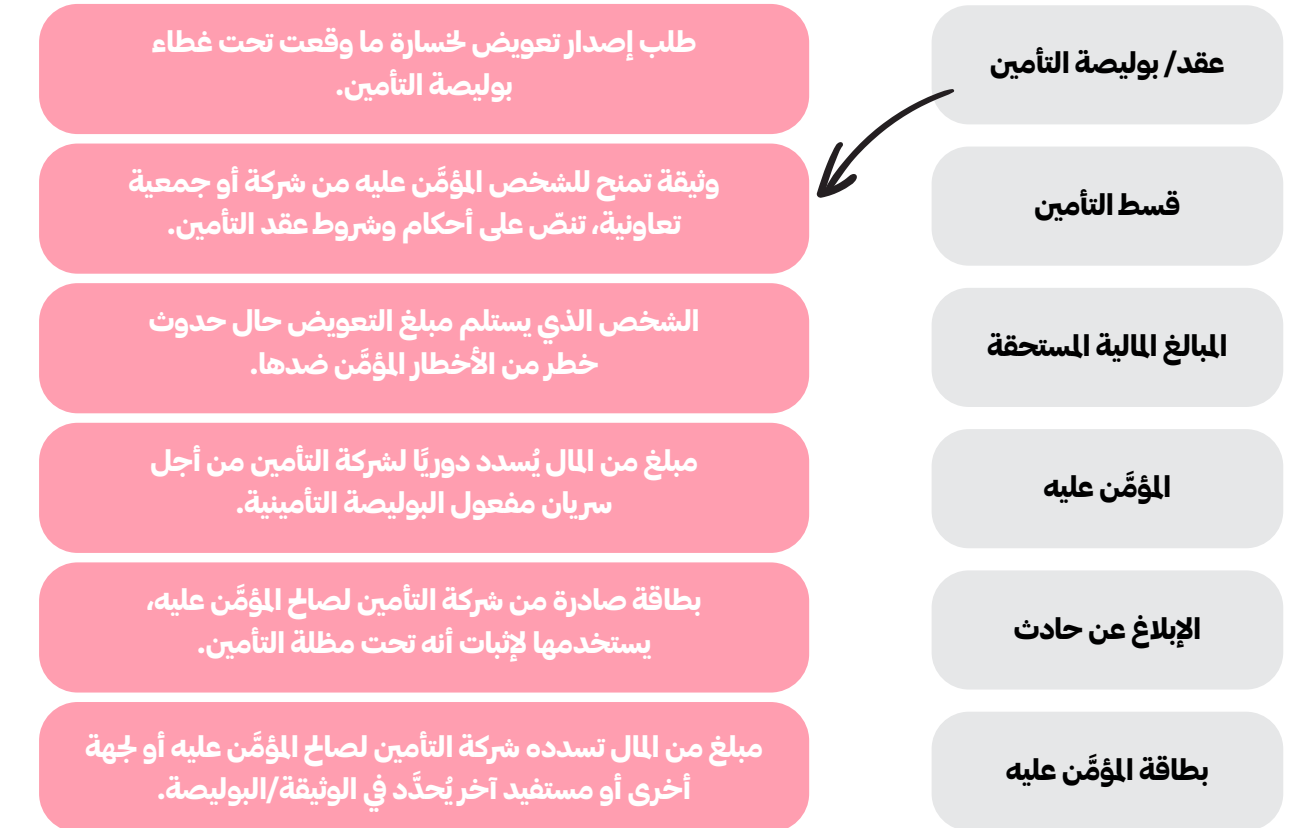 عقد/ بوليصة التأمين
طلب إصدار تعويض لخسارة ما وقعت تحت غطاء
بوليصة التأمين.
قسط التأمين
وثيقة تمنح للشخص المؤمَّن عليه من شركة أو جمعية
تعاونية، تنصّ على أحكام وشروط عقد التأمين.
المبالغ المالية المستحقة
الشخص الذي يستلم مبلغ التعويض حال حدوث
خطر من الأخطار المؤمَّن ضدها.
المؤمَّن عليه
مبلغ من المال يُسدد دوريًا لشركة التأمين من أجل
سريان مفعول البوليصة التأمينية.
الإبلاغ عن حادث
بطاقة صادرة من شركة التأمين لصالح المؤمَّن عليه،
يستخدمها لإثبات أنه تحت مظلة التأمين.
بطاقة المؤمَّن عليه
مبلغ من المال تسدده شركة التأمين لصالح المؤمَّن عليه أو لجهة
أخرى أو مستفيد آخر يُحدَّد في الوثيقة/البوليصة.